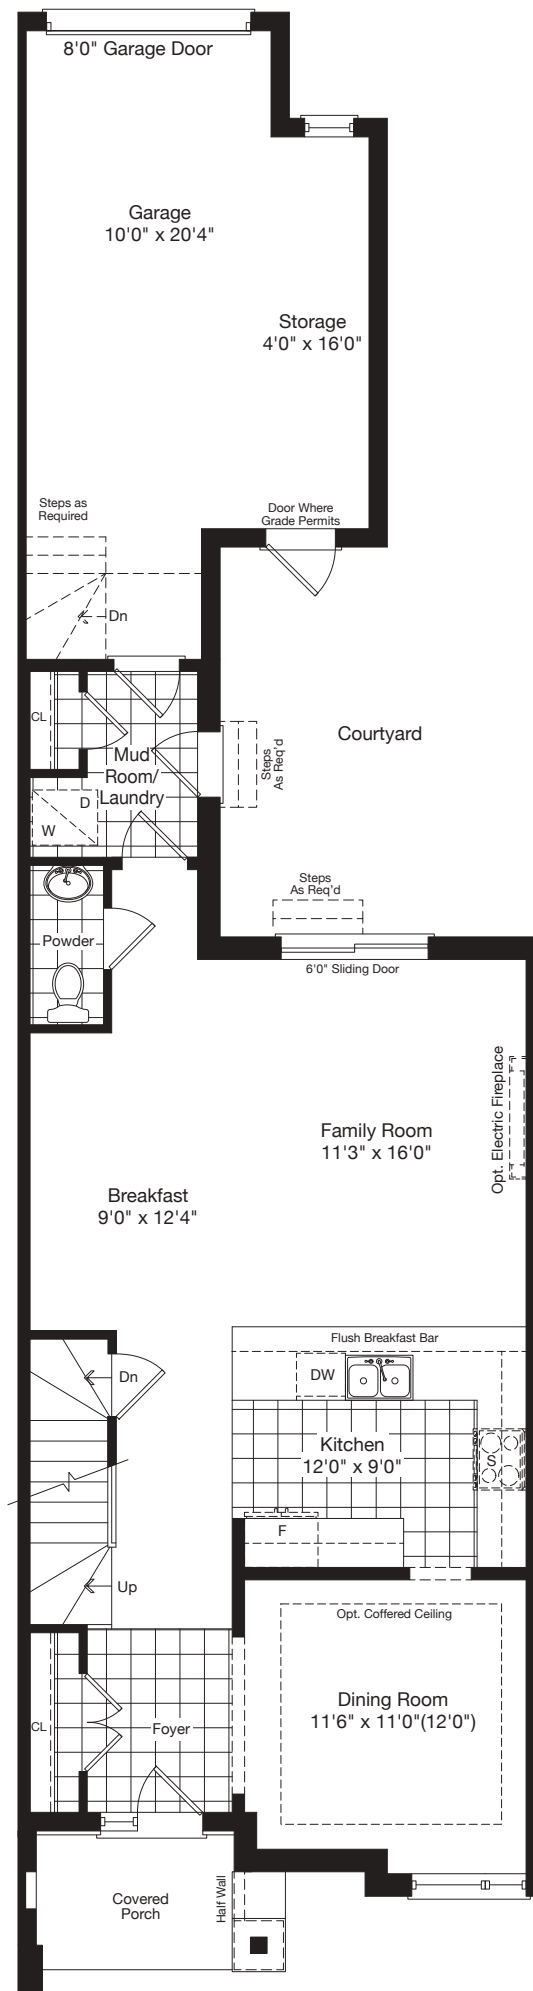 8'0" Garage Door
Garage
10'0" x 20'4"
Storage
4'0" x 16'0"
Steps as
Required
Door Where
Grade Permits
Dn
CL
Mud
Room/
Laundry
Steps
As Req'd
Courtyard
D
W
Steps
As Req'd
Powder
6'0" Sliding Door
Opt. Electric Fireplace
Family Room
11'3" x 16'0"
Breakfast
9'0" x 12'4"
Flush Breakfast Bar
Dn
DW
Kitchen
12'0" x 9'0"
S
F
Up
Opt. Coffered Ceiling
Dining Room
11'6" x 11'0"(12'0")
CL
Foyer
Covered
Porch
Half Wall